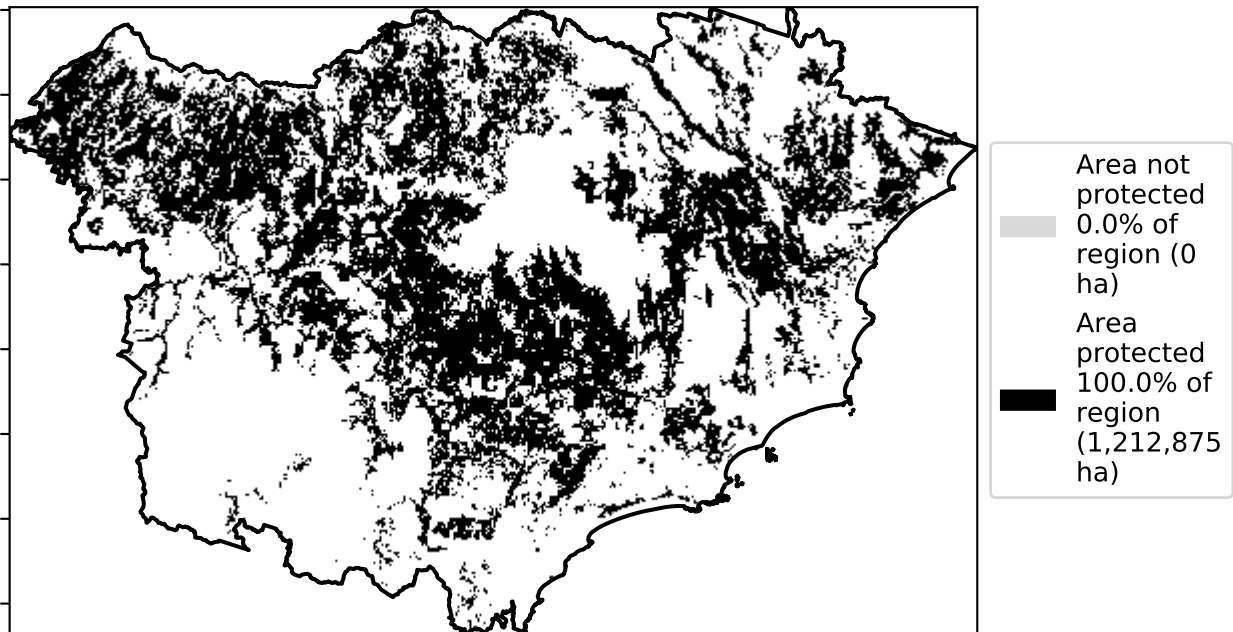 Area not
protected
0.0% of
region (0
ha)
Area
protected
100.0% of
region
(1,212,875
ha)